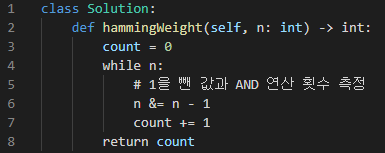 1 class Solution:
2     def hammingWeight(self, n: int) -> int:
3         count = 0
4         while n:
5             # 1을 뺀 값과 AND 연산 횟수 측정
6             n &= n - 1
7             count += 1
8         return count